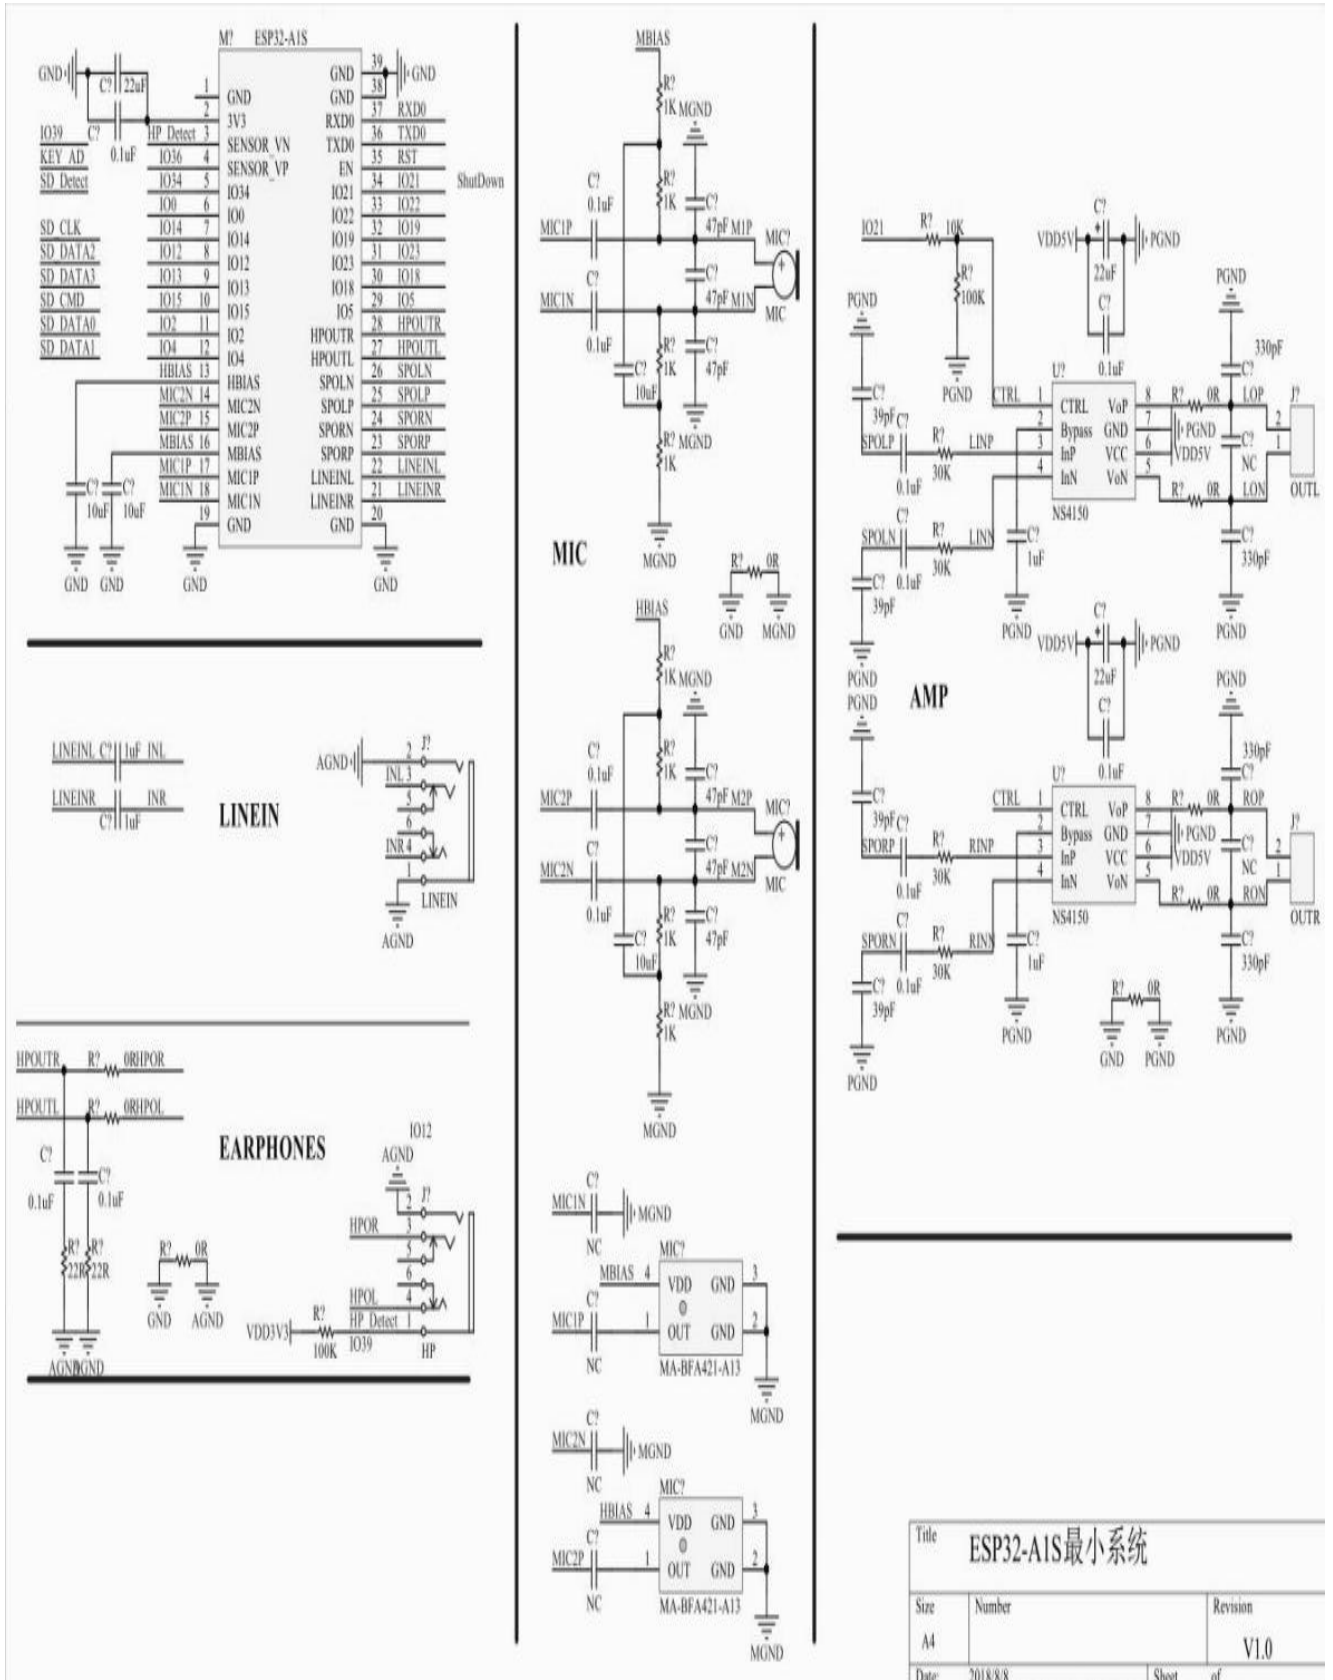 M? ESP32-A1S
GND
C? 22uF
C? 0.1uF
IO39
KEY_AD
SD_Detect
SD_CLK
SD_DATA2
SD_DATA3
SD_CMD
SD_DATA0
SD_DATA1
1 GND
2 3V3
HP_Detect 3 SENSOR_VN
IO36 4 SENSOR_VP
IO34 5 IO34
IO0 6 IO0
IO14 7 IO14
IO12 8 IO12
IO13 9 IO13
IO15 10 IO15
IO2 11 IO2
IO4 12 IO4
HBIAS 13 HBIAS
MIC2N 14 MIC2N
MIC2P 15 MIC2P
MBIAS 16 MBIAS
MIC1P 17 MIC1P
MIC1N 18 MIC1N
19 GND
GND 39 GND
GND 38
RXD0 37 RXD0
TXD0 36 TXD0
EN 35 RST
IO21 34 IO21 ShutDown
IO22 33 IO22
IO19 32 IO19
IO23 31 IO23
IO18 30 IO18
IO5 29 IO5
HPOUTR 28 HPOUTR
HPOUTL 27 HPOUTL
SPOLN 26 SPOLN
SPOLP 25 SPOLP
SPORN 24 SPORN
SPORP 23 SPORP
LINEINL 22 LINEINL
LINEINR 21 LINEINR
GND 20
C? C?
10uF 10uF
GND GND GND GND
LINEINL C? 1uF INL
LINEINR C? 1uF INR
LINEIN
AGND 2 J?
INL 3
5
6
INR 4
1 LINEIN
AGND
HPOUTR R? 0R HPOR
HPOUTL R? 0R HPOL
EARPHONES
C? 0.1uF
C? 0.1uF
R? 22R
R? 22R
AGND AGND
R? 0R
GND AGND
IO12
AGND
2 J?
HPOR 3
5
6
HPOL 4
HP_Detect 1
VDD3V3 R? 100K IO39 HP
MBIAS
R? 1K
MGND
R? 1K
C? 0.1uF
C? 47pF
MIC1P M1P
MIC?
C? 47pF
MIC1N M1N
MIC
C? 0.1uF
R? 1K
C? 47pF
C? 10uF
MGND
R? 1K
MGND
MIC
R? 0R
GND MGND
HBIAS
R? 1K
MGND
R? 1K
C? 0.1uF
C? 47pF
MIC2P M2P
MIC?
C? 47pF
MIC2N M2N
MIC
C? 0.1uF
R? 1K
C? 47pF
C? 10uF
MGND
R? 1K
MGND
C?
MIC1N MGND
NC
MIC?
MBIAS 4 VDD GND 3
C?
MIC1P 1 OUT GND 2
NC
MA-BFA421-A13
MGND
C?
MIC2N MGND
NC
MIC?
HBIAS 4 VDD GND 3
C?
MIC2P 1 OUT GND 2
NC
MA-BFA421-A13
MGND
IO21 R? 10K
R? 100K
PGND
VDD5V C? 22uF PGND
C? 0.1uF
PGND
C? 39pF
SPOLP C? 0.1uF R? 30K LINP
SPOLN C? 0.1uF R? 30K LINN
C? 39pF
PGND
U?
CTRL 1 CTRL VoP 8 R? 0R LOP
2 Bypass GND 7 PGND
3 InP VCC 6 VDD5V
4 InN VoN 5 R? 0R LON
NS4150
C? 1uF
PGND
PGND
330pF C?
C? NC
C? 330pF
PGND
J?
2
1
OUTL
AMP
VDD5V C? 22uF PGND
C? 0.1uF
PGND
C? 39pF
SPORP C? 0.1uF R? 30K RINP
SPORN C? 0.1uF R? 30K RINN
C? 39pF
PGND
U?
CTRL 1 CTRL VoP 8 R? 0R ROP
2 Bypass GND 7 PGND
3 InP VCC 6 VDD5V
4 InN VoN 5 R? 0R RON
NS4150
C? 1uF
PGND
PGND
330pF C?
C? NC
C? 330pF
PGND
J?
2
1
OUTR
R? 0R
GND PGND
Title ESP32-A1S最小系统
Size Number Revision
A4 V1.0
Date: 2018/8/8 Sheet of